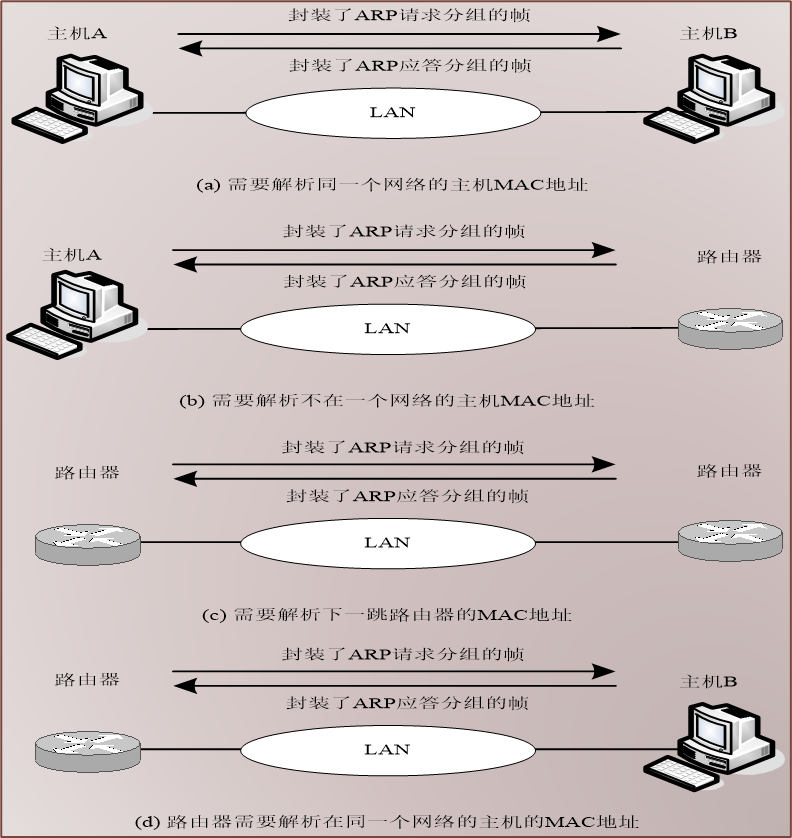 封装了ARP请求分组的帧
主机A
主机B
封装了ARP应答分组的帧
LAN
(a) 需要解析同一个网络的主机MAC地址
封装了ARP请求分组的帧
主机A
路由器
封装了ARP应答分组的帧
LAN
(b) 需要解析不在一个网络的主机MAC地址
封装了ARP请求分组的帧
路由器
路由器
封装了ARP应答分组的帧
LAN
(c) 需要解析下一跳路由器的MAC地址
封装了ARP请求分组的帧
路由器
主机B
封装了ARP应答分组的帧
LAN
(d) 路由器需要解析在同一个网络的主机的MAC地址